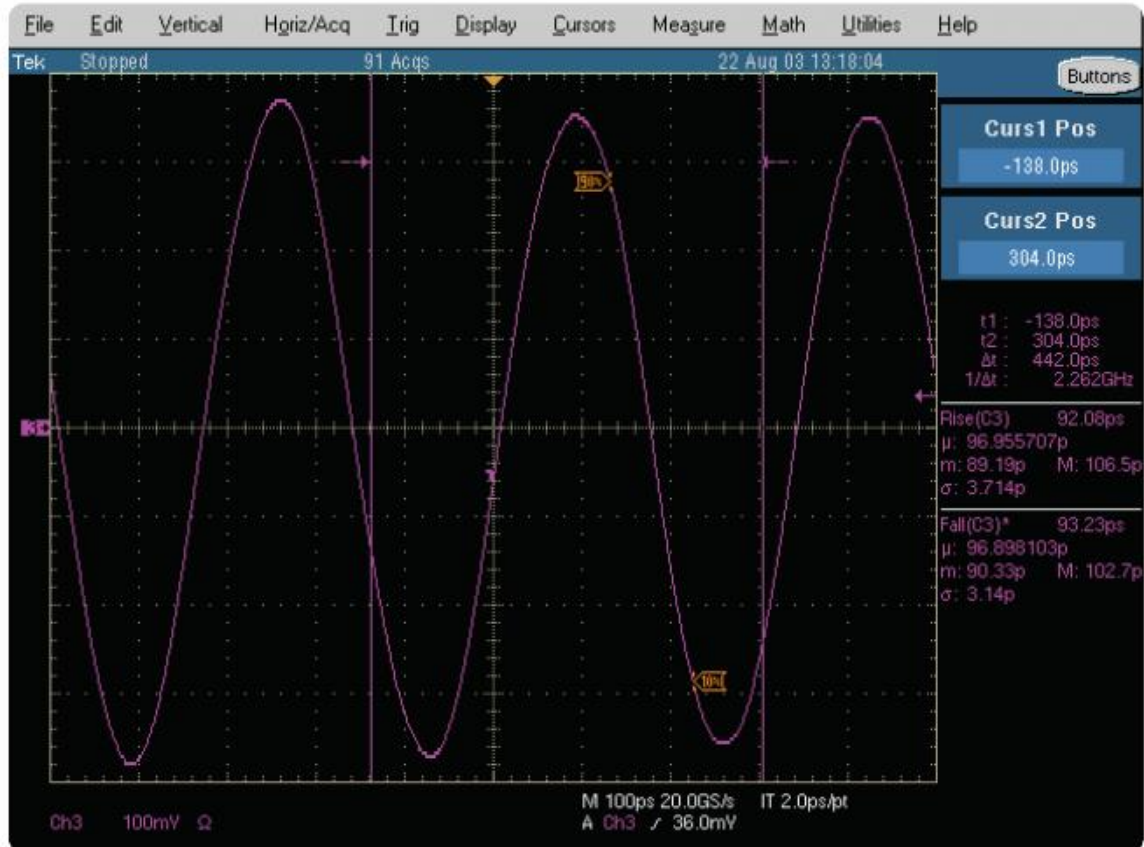 File Edit Vertical Horiz/Acq Trig Display Cursors Measure Math Utilities Help
Tek Stopped 91 Acqs 22 Aug 03 13:18:04
Buttons
Curs1 Pos
-138.0ps
Curs2 Pos
304.0ps
t1 : -138.0ps
t2 : 304.0ps
Δt : 442.0ps
1/Δt : 2.262GHz
Rise(C3) 92.08ps
μ: 96.955707p
m: 89.19p M: 106.5p
σ: 3.714p
Fall(C3)* 93.23ps
μ: 96.898103p
m: 90.33p M: 102.7p
σ: 3.14p
90%
3
10%
M 100ps 20.0GS/s IT 2.0ps/pt
Ch3 100mV Ω
A Ch3 / 36.0mV